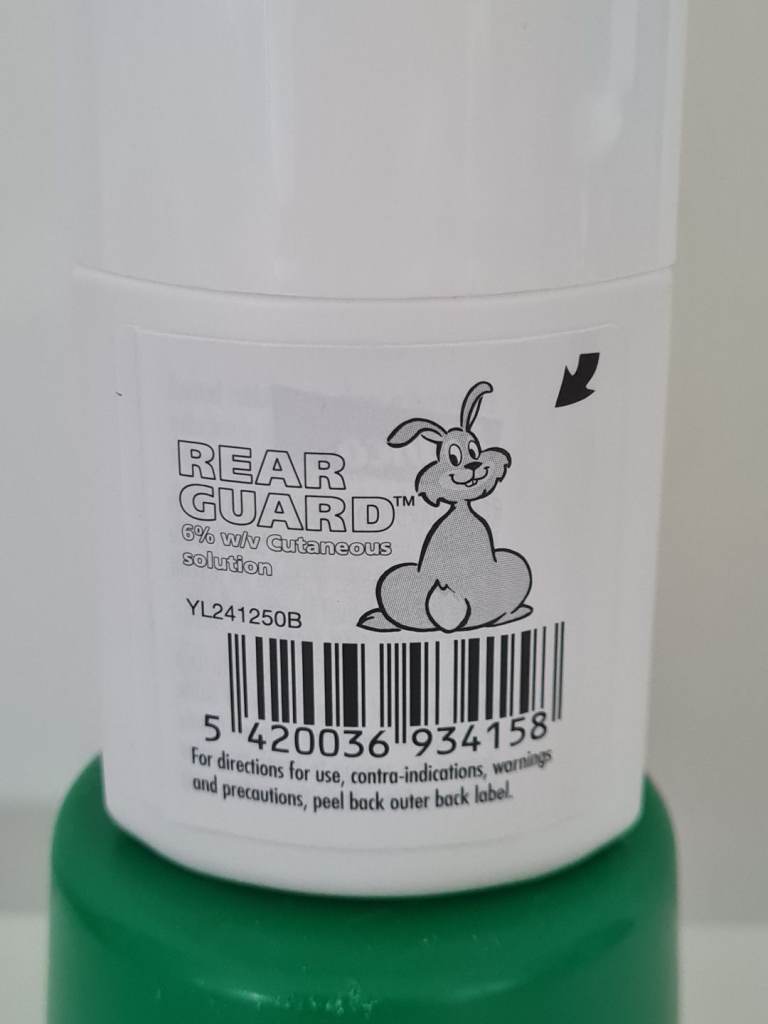 REAR
GUARD™
6% w/v Cutaneous
solution
YL241250B
5 420036 934158
For directions for use, contra-indications, warnings
and precautions, peel back outer back label.